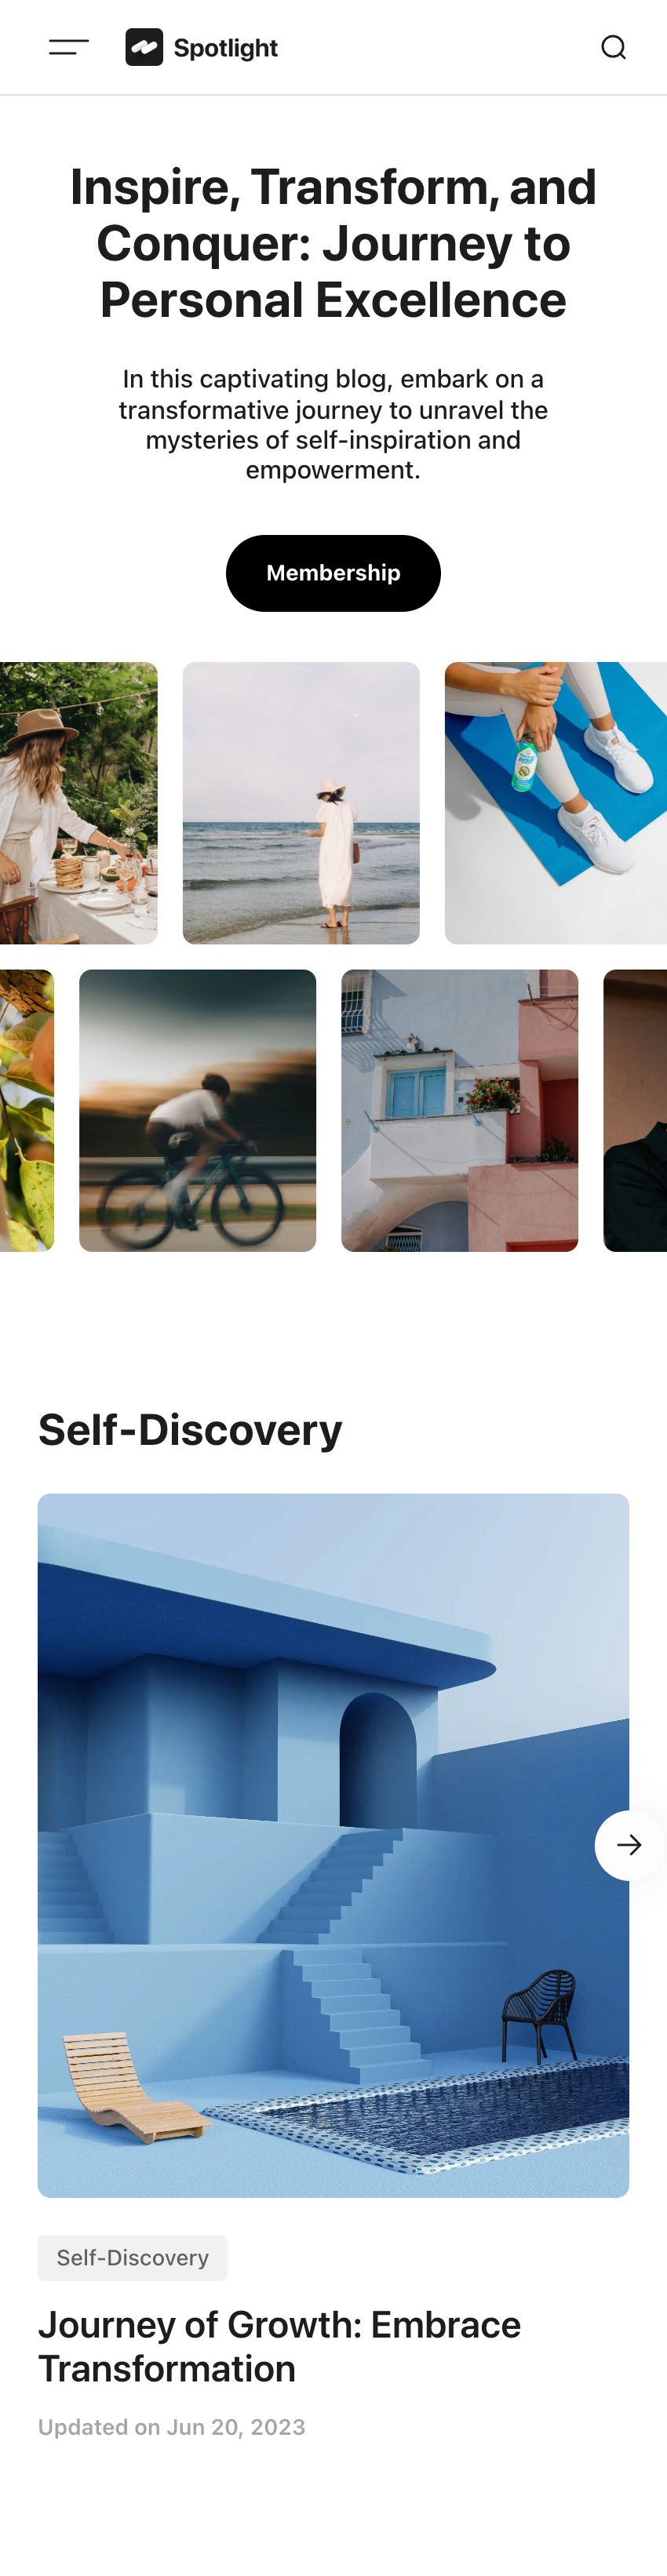 Spotlight
Inspire, Transform, and
Conquer: Journey to
Personal Excellence
In this captivating blog, embark on a
transformative journey to unravel the
mysteries of self-inspiration and
empowerment.
Membership
Self-Discovery
Self-Discovery
Journey of Growth: Embrace
Transformation
Updated on Jun 20, 2023